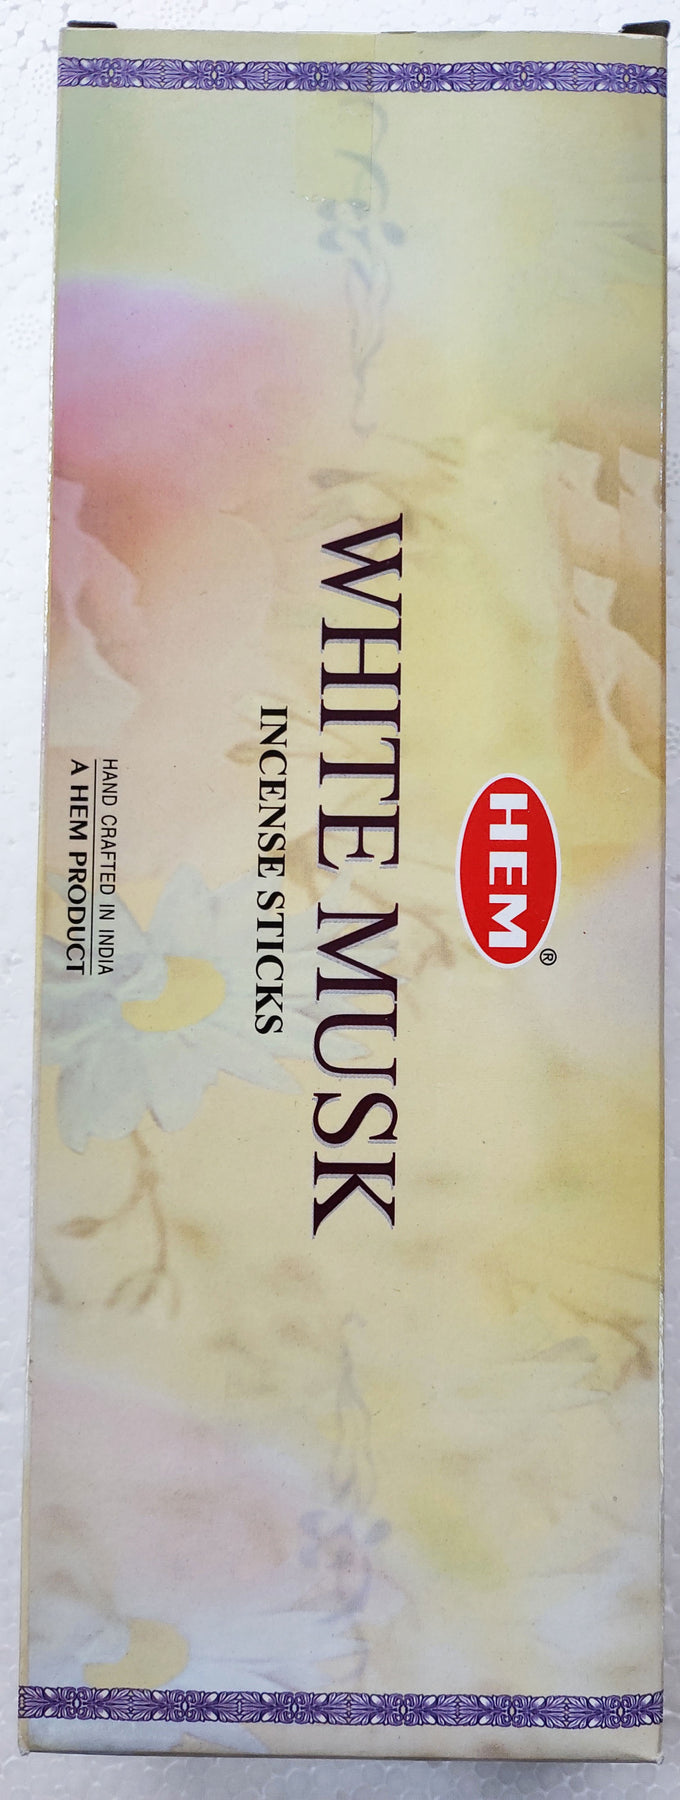 HEM®
WHITE MUSK
INCENSE STICKS
HAND CRAFTED IN INDIA
A HEM PRODUCT